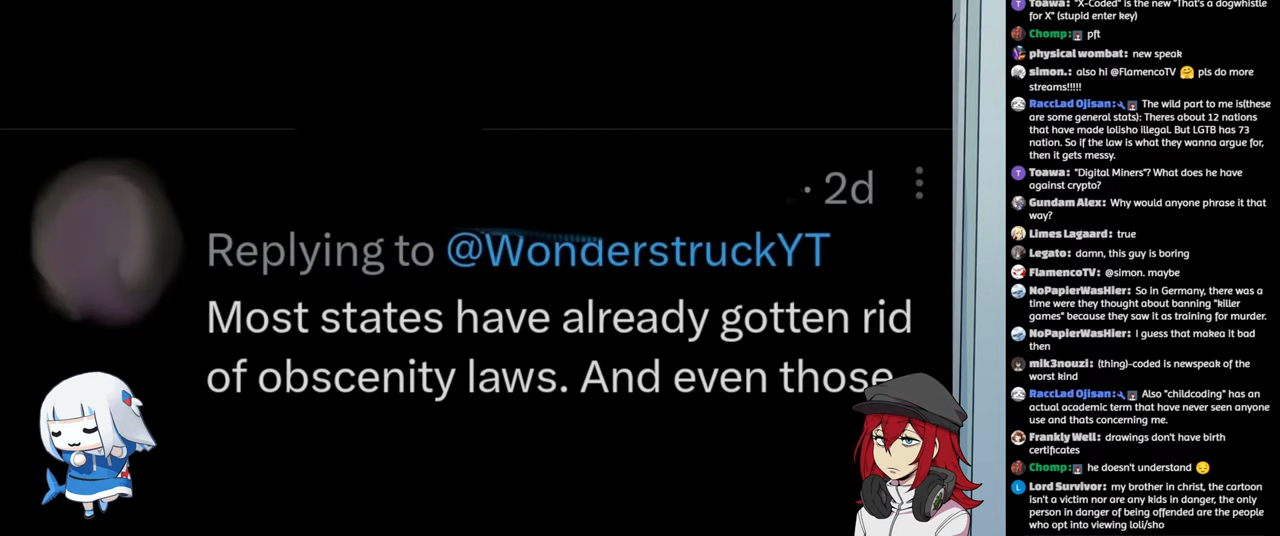 · 2d
Replying to @WonderstruckYT
Most states have already gotten rid
of obscenity laws. And even those
Toawa: "X-Coded" is the new "That's a dogwhistle
for X" (stupid enter key)
Chomp: pft
physical wombat: new speak
simon.: also hi @FlamencoTV 🤗 pls do more
streams!!!!!
RaccLad Ojisan: The wild part to me is(these
are some general stats): Theres about 12 nations
that have made lolisho illegal. But LGTB has 73
nation. So if the law is what they wanna argue for,
then it gets messy.
Toawa: "Digital Miners"? What does he have
against crypto?
Gundam Alex: Why would anyone phrase it that
way?
Limes Lagaard: true
Legato: damn, this guy is boring
FlamencoTV: @simon. maybe
NoPapierWasHier: So in Germany, there was a
time were they thought about banning "killer
games" because they saw it as training for murder.
NoPapierWasHier: I guess that makea it bad
then
mik3nouzi: (thing)-coded is newspeak of the
worst kind
RaccLad Ojisan: Also "childcoding" has an
actual academic term that have never seen anyone
use and thats concerning me.
Frankly Well: drawings don't have birth
certificates
Chomp: he doesn't understand 😔
Lord Survivor: my brother in christ, the cartoon
isn't a victim nor are any kids in danger, the only
person in danger of being offended are the people
who opt into viewing loli/sho